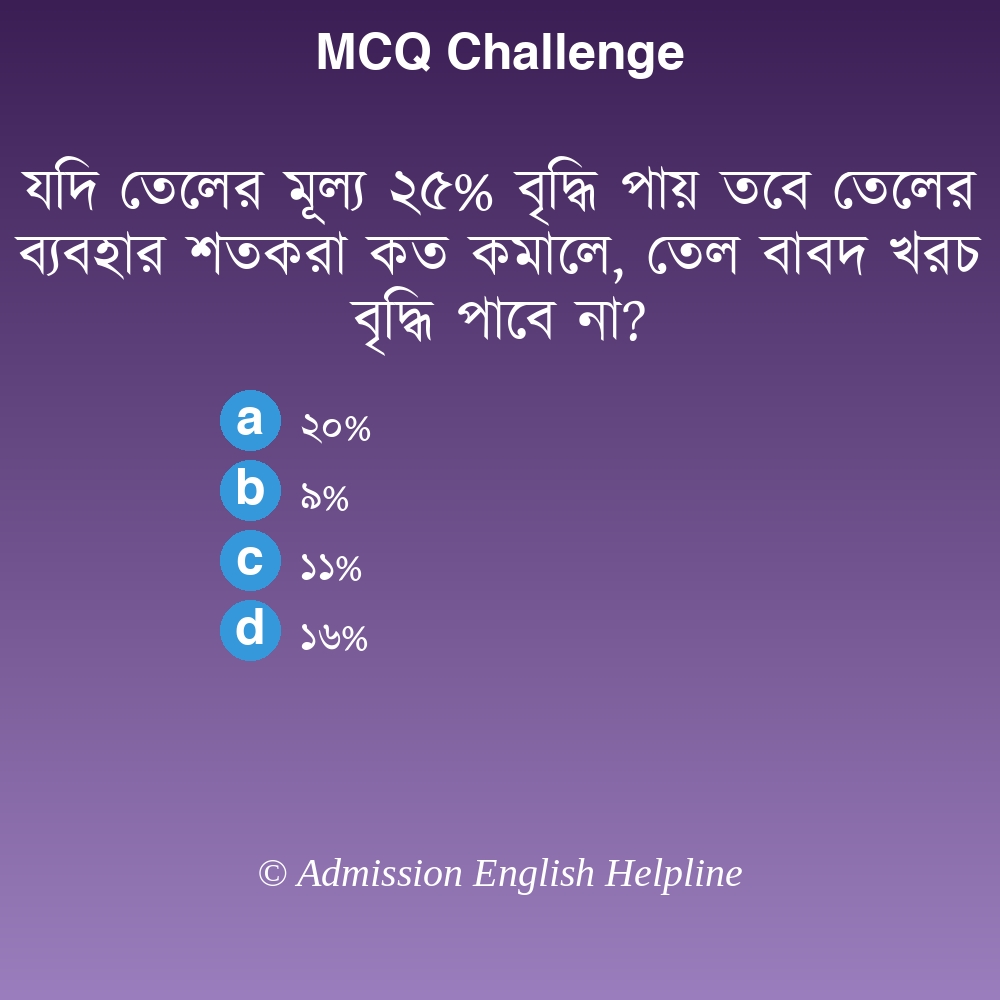 MCQ Challenge
যদি তেলের মূল্য ২৫% বৃদ্ধি পায় তবে তেলের
ব্যবহার শতকরা কত কমালে, তেল বাবদ খরচ
বৃদ্ধি পাবে না?
a ২০%
b ৯%
c ১১%
d ১৬%
© Admission English Helpline